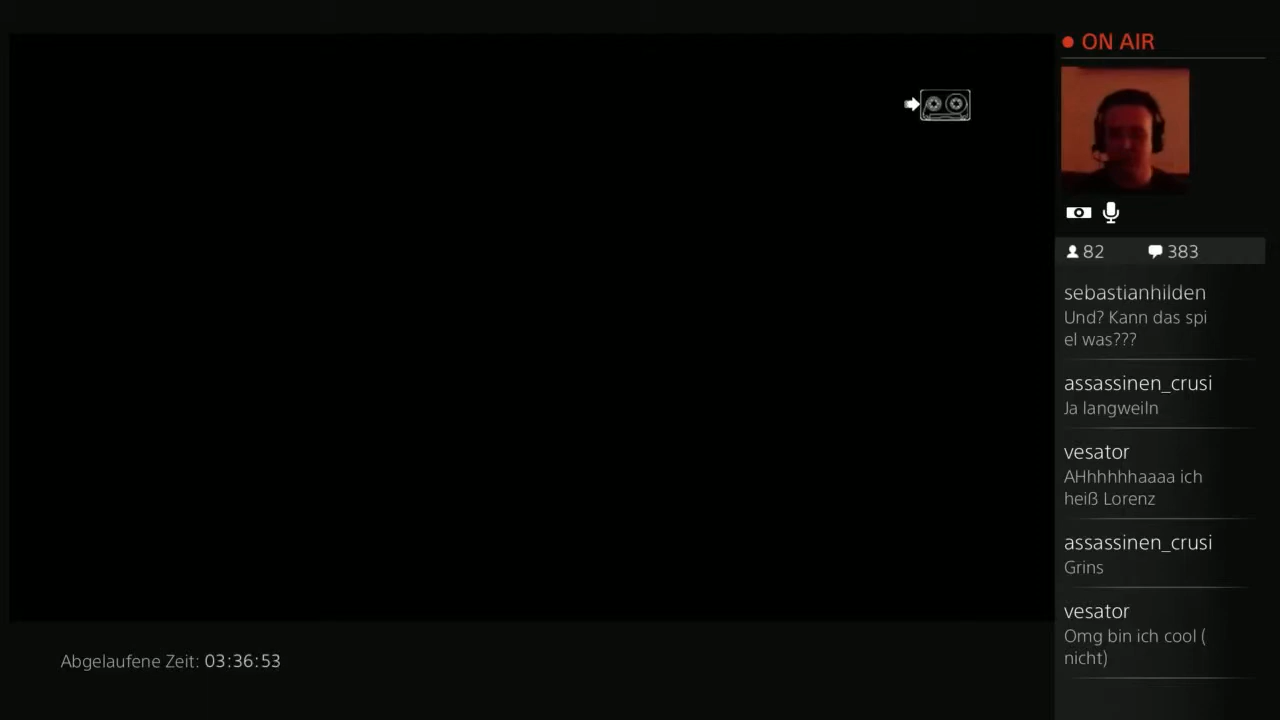 ON AIR
82 383
sebastianhilden
Und? Kann das spi
el was???
assassinen_crusi
Ja langweiln
vesator
AHhhhhhaaaa ich
heiß Lorenz
assassinen_crusi
Grins
vesator
Omg bin ich cool (
nicht)
Abgelaufene Zeit: 03:36:53